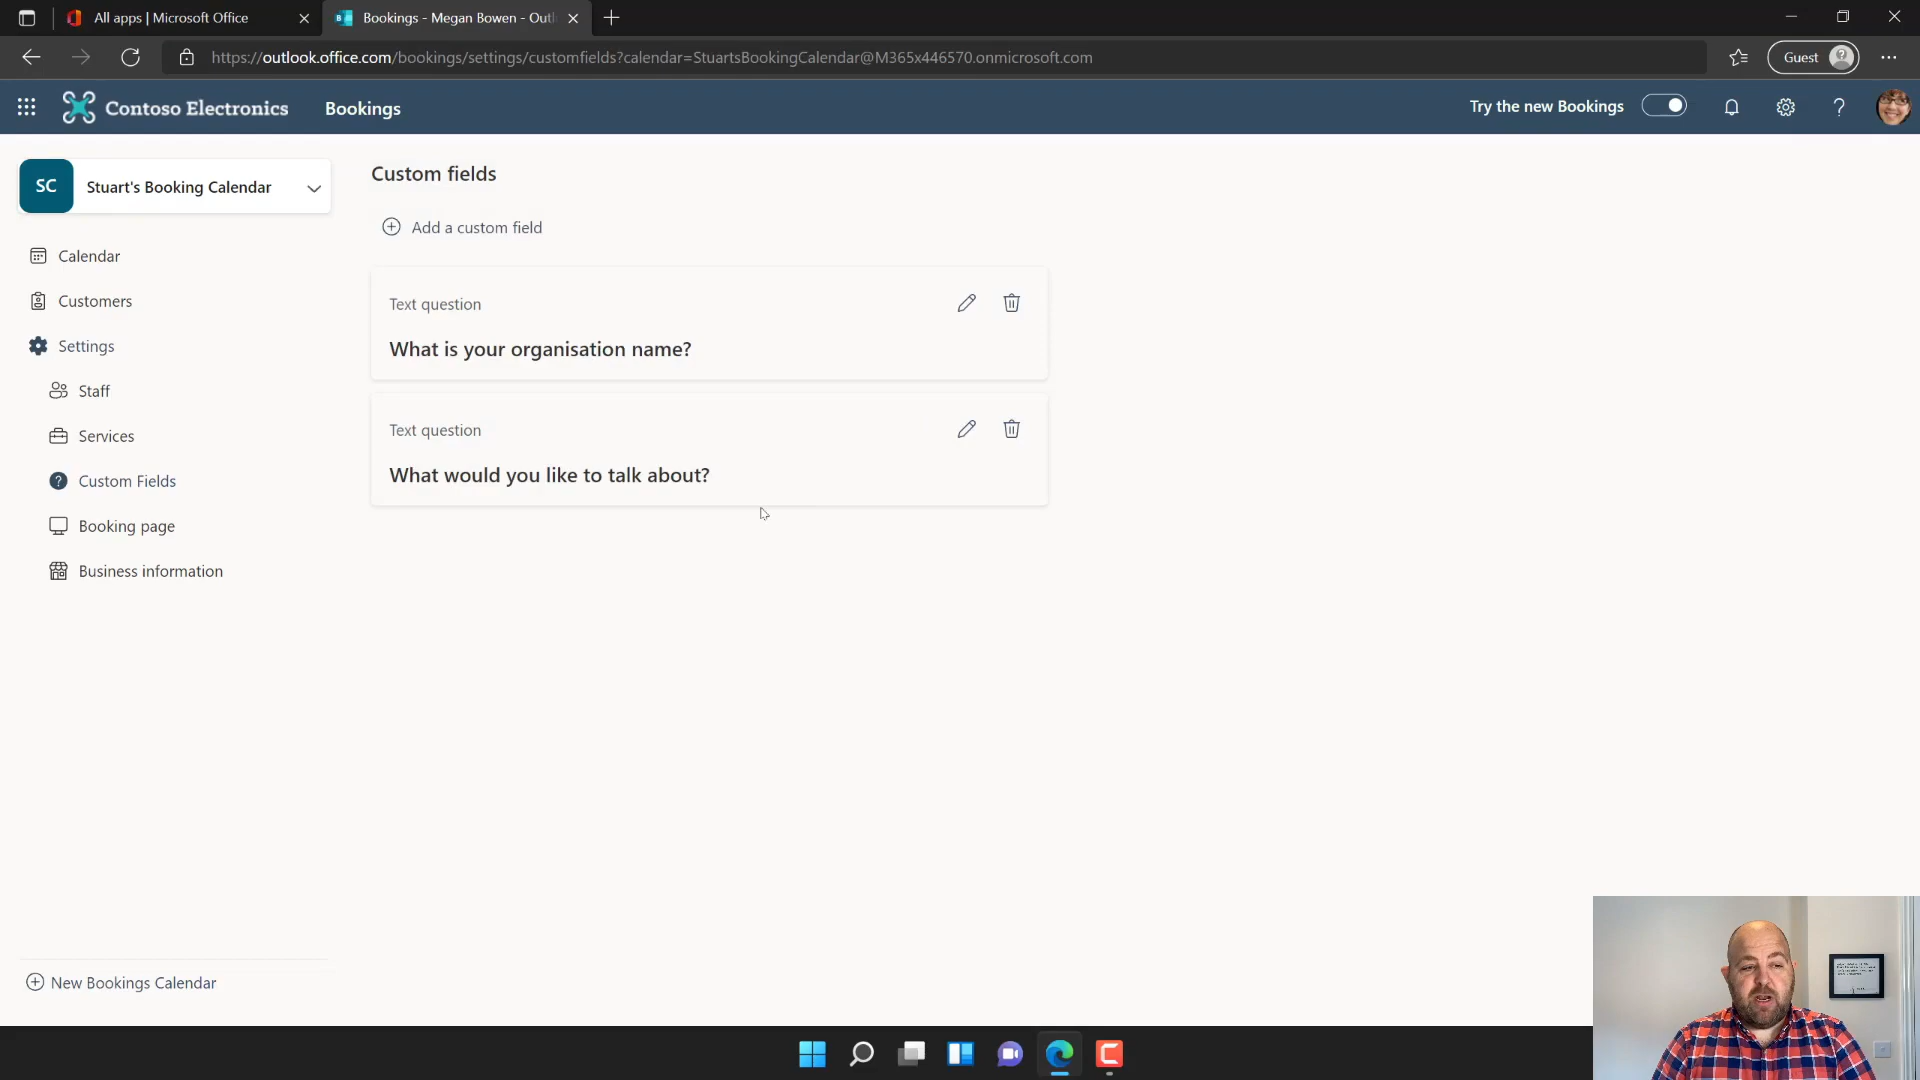 All apps | Microsoft Office
Bookings - Megan Bowen - Outl
https://outlook.office.com/bookings/settings/customfields?calendar=StuartsBookingCalendar@M365x446570.onmicrosoft.com
Guest
Contoso Electronics
Bookings
Try the new Bookings
SC
Stuart's Booking Calendar
Calendar
Customers
Settings
Staff
Services
Custom Fields
Booking page
Business information
New Bookings Calendar
Custom fields
Add a custom field
Text question
What is your organisation name?
Text question
What would you like to talk about?